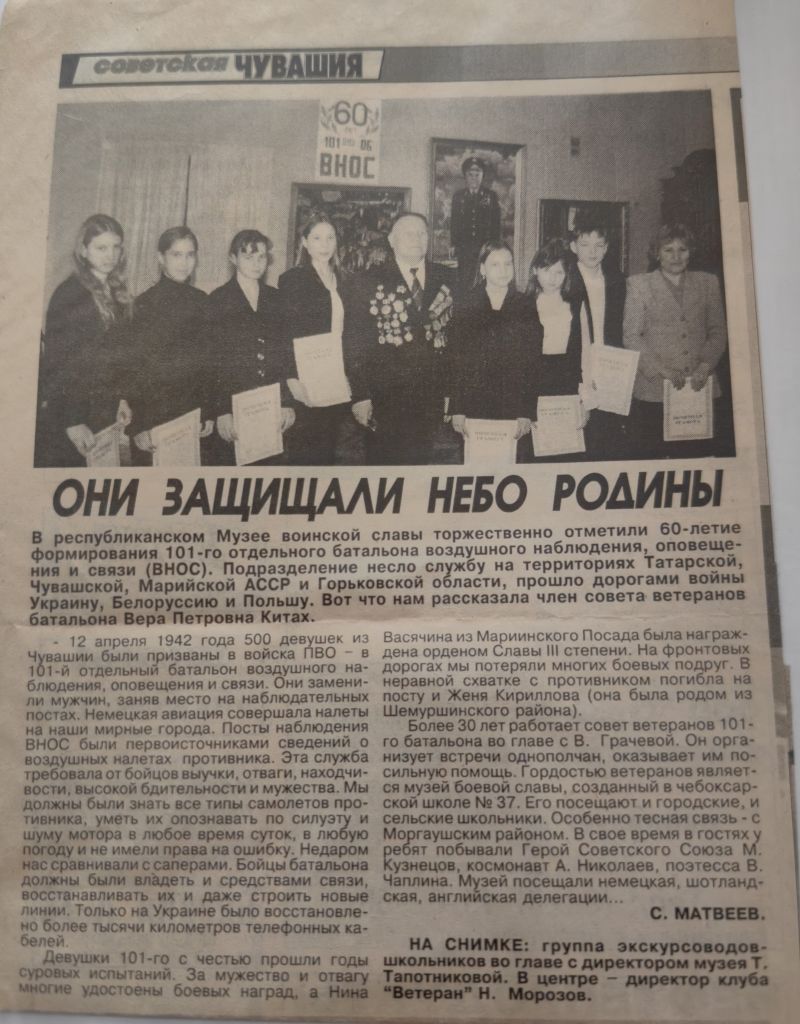 советская ЧУВАШИЯ
60
ЛЕТ
101 ОБ
ВНОС
ОНИ ЗАЩИЩАЛИ НЕБО РОДИНЫ
В республиканском Музее воинской славы торжественно отметили 60-летие
формирования 101-го отдельного батальона воздушного наблюдения, оповеще-
ния и связи (ВНОС). Подразделение несло службу на территориях Татарской,
Чувашской, Марийской АССР и Горьковской области, прошло дорогами войны
Украину, Белоруссию и Польшу. Вот что нам рассказала член совета ветеранов
батальона Вера Петровна Китах.
- 12 апреля 1942 года 500 девушек из
Чувашии были призваны в войска ПВО – в
101-й отдельный батальон воздушного наб-
людения, оповещения и связи. Они замени-
ли мужчин, заняв место на наблюдательных
постах. Немецкая авиация совершала налеты
на наши мирные города. Посты наблюдения
ВНОС были первоисточниками сведений о
воздушных налетах противника. Эта служба
требовала от бойцов выучки, отваги, находчи-
вости, высокой бдительности и мужества. Мы
должны были знать все типы самолетов про-
тивника, уметь их опознавать по силуэту и
шуму мотора в любое время суток, в любую
погоду и не имели права на ошибку. Недаром
нас сравнивали с саперами. Бойцы батальона
должны были владеть и средствами связи,
восстанавливать их и даже строить новые
линии. Только на Украине было восстановле-
но более тысячи километров телефонных ка-
белей.
Девушки 101-го с честью прошли годы
суровых испытаний. За мужество и отвагу
многие удостоены боевых наград, а Нина
Васячина из Мариинского Посада была награж-
дена орденом Славы III степени. На фронтовых
дорогах мы потеряли многих боевых подруг. В
неравной схватке с противником погибла на
посту и Женя Кириллова (она была родом из
Шемуршинского района).
Более 30 лет работает совет ветеранов 101-
го батальона во главе с В. Грачевой. Он орга-
низует встречи однополчан, оказывает им по-
сильную помощь. Гордостью ветеранов являет-
ся музей боевой славы, созданный в чебоксар-
ской школе № 37. Его посещают и городские, и
сельские школьники. Особенно тесная связь - с
Моргаушским районом. В свое время в гостях у
ребят побывали Герой Советского Союза М.
Кузнецов, космонавт А. Николаев, поэтесса В.
Чаплина. Музей посещали немецкая, шотланд-
ская, английская делегации...
С. МАТВЕЕВ.
НА СНИМКЕ: группа экскурсоводов-
школьников во главе с директором музея Т.
Тапотниковой. В центре – директор клуба
"Ветеран" Н. Морозов.